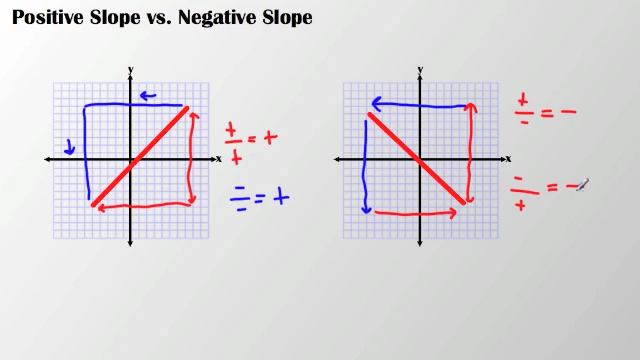 Positive Slope vs. Negative Slope
y
x
+/+ = +
-/- = +
y
x
+/- = -
-/+ = -